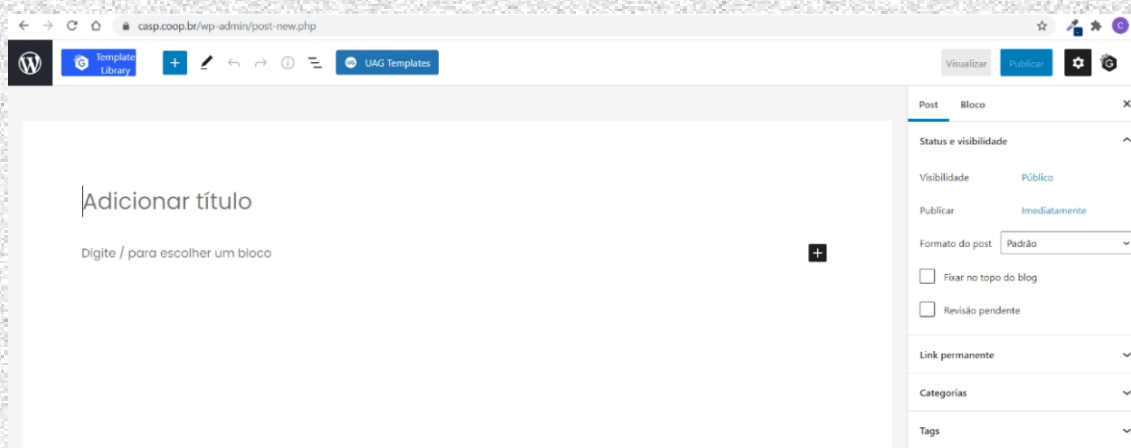 casp.coop.br/wp-admin/post-new.php
C
Template
Library
UAG Templates
Visualizar
Publicar
Post
Bloco
Status e visibilidade
Visibilidade
Público
Publicar
Imediatamente
Formato do post
Padrão
Fixar no topo do blog
Revisão pendente
Link permanente
Categorias
Tags
Adicionar título
Digite / para escolher um bloco